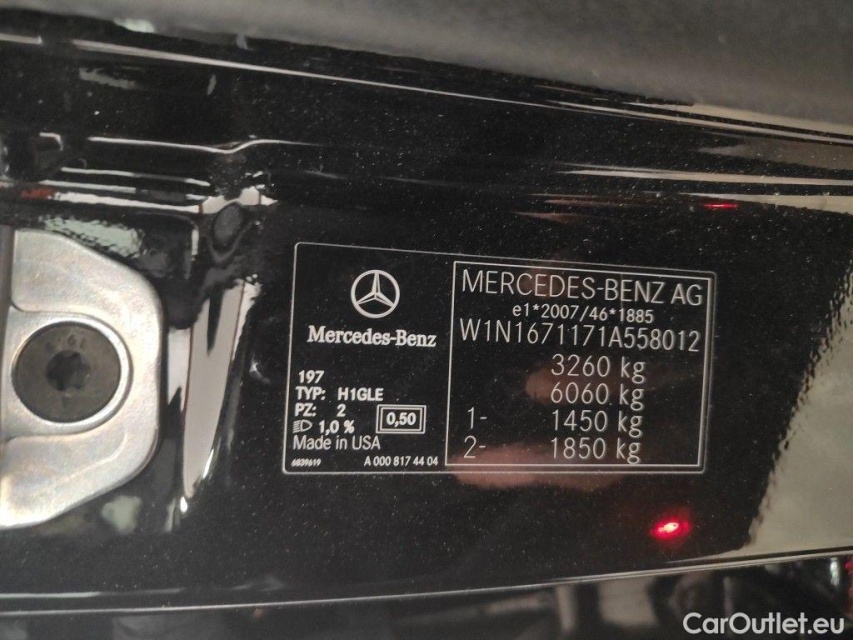 Mercedes-Benz
197
TYP: H1GLE
PZ: 2
1,0 %
0,50
Made in USA
6839619
A 000 817 44 04
MERCEDES-BENZ AG
e1*2007/46*1885
W1N1671171A558012
3260 kg
6060 kg
1- 1450 kg
2- 1850 kg
CarOutlet.eu